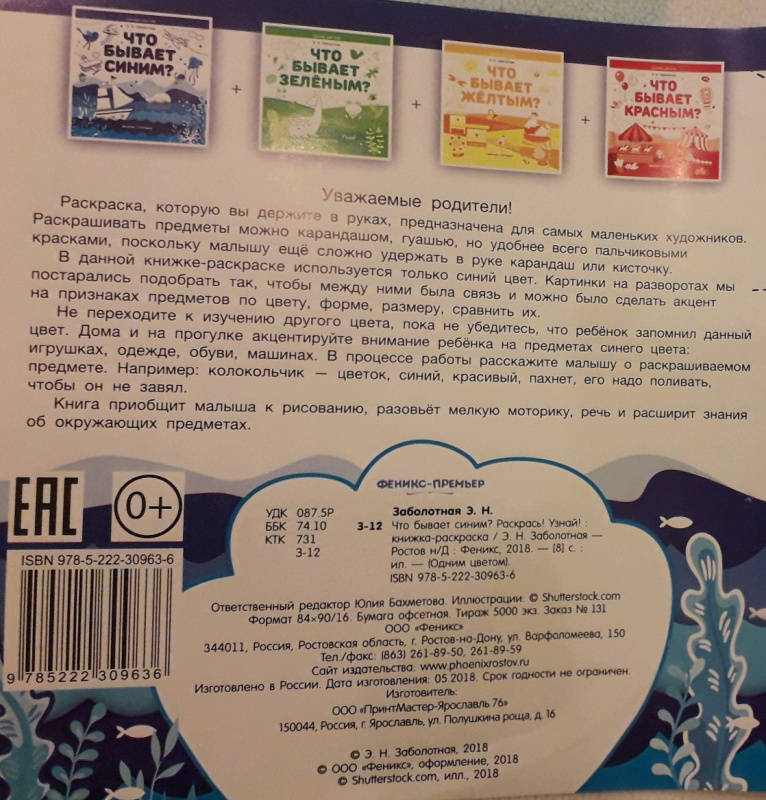 ЧТО БЫВАЕТ СИНИМ?
+
ЧТО БЫВАЕТ ЗЕЛЁНЫМ?
+
ЧТО БЫВАЕТ ЖЁЛТЫМ?
+
ЧТО БЫВАЕТ КРАСНЫМ?
Уважаемые родители!
Раскраска, которую вы держите в руках, предназначена для самых маленьких художников.
Раскрашивать предметы можно карандашом, гуашью, но удобнее всего пальчиковыми
красками, поскольку малышу ещё сложно удержать в руке карандаш или кисточку.
В данной книжке-раскраске используется только синий цвет. Картинки на разворотах мы
постарались подобрать так, чтобы между ними была связь и можно было сделать акцент
на признаках предметов по цвету, форме, размеру, сравнить их.
Не переходите к изучению другого цвета, пока не убедитесь, что ребёнок запомнил данный
цвет. Дома и на прогулке акцентируйте внимание ребёнка на предметах синего цвета:
игрушках, одежде, обуви, машинах. В процессе работы расскажите малышу о раскрашиваемом
предмете. Например: колокольчик — цветок, синий, красивый, пахнет, его надо поливать,
чтобы он не завял.
Книга приобщит малыша к рисованию, разовьёт мелкую моторику, речь и расширит знания
об окружающих предметах.
ЕАС
0+
ISBN 978-5-222-30963-6
9 785222 309636
ФЕНИКС-ПРЕМЬЕР
УДК 087.5Р
ББК 74.10
КТК 731
З-12
Заболотная Э. Н.
З-12 Что бывает синим? Раскрась! Узнай! :
книжка-раскраска / Э. Н. Заболотная —
Ростов н/Д : Феникс, 2018. — [8] с. :
ил. — (Одним цветом).
ISBN 978-5-222-30963-6
Ответственный редактор Юлия Бахметова. Иллюстрации: © Shutterstock.com
Формат 84×90/16. Бумага офсетная. Тираж 5000 экз. Заказ № 131
ООО «Феникс»
344011, Россия, Ростовская область, г. Ростов-на-Дону, ул. Варфоломеева, 150
Тел./факс: (863) 261-89-50, 261-89-59
Сайт издательства: www.phoenixrostov.ru
Изготовлено в России. Дата изготовления: 05.2018. Срок годности не ограничен.
Изготовитель:
ООО «ПринтМастер-Ярославль 76»
150044, Россия, г. Ярославль, ул. Полушкина роща, д. 16
© Э. Н. Заболотная, 2018
© ООО «Феникс», оформление, 2018
© Shutterstock.com, илл., 2018